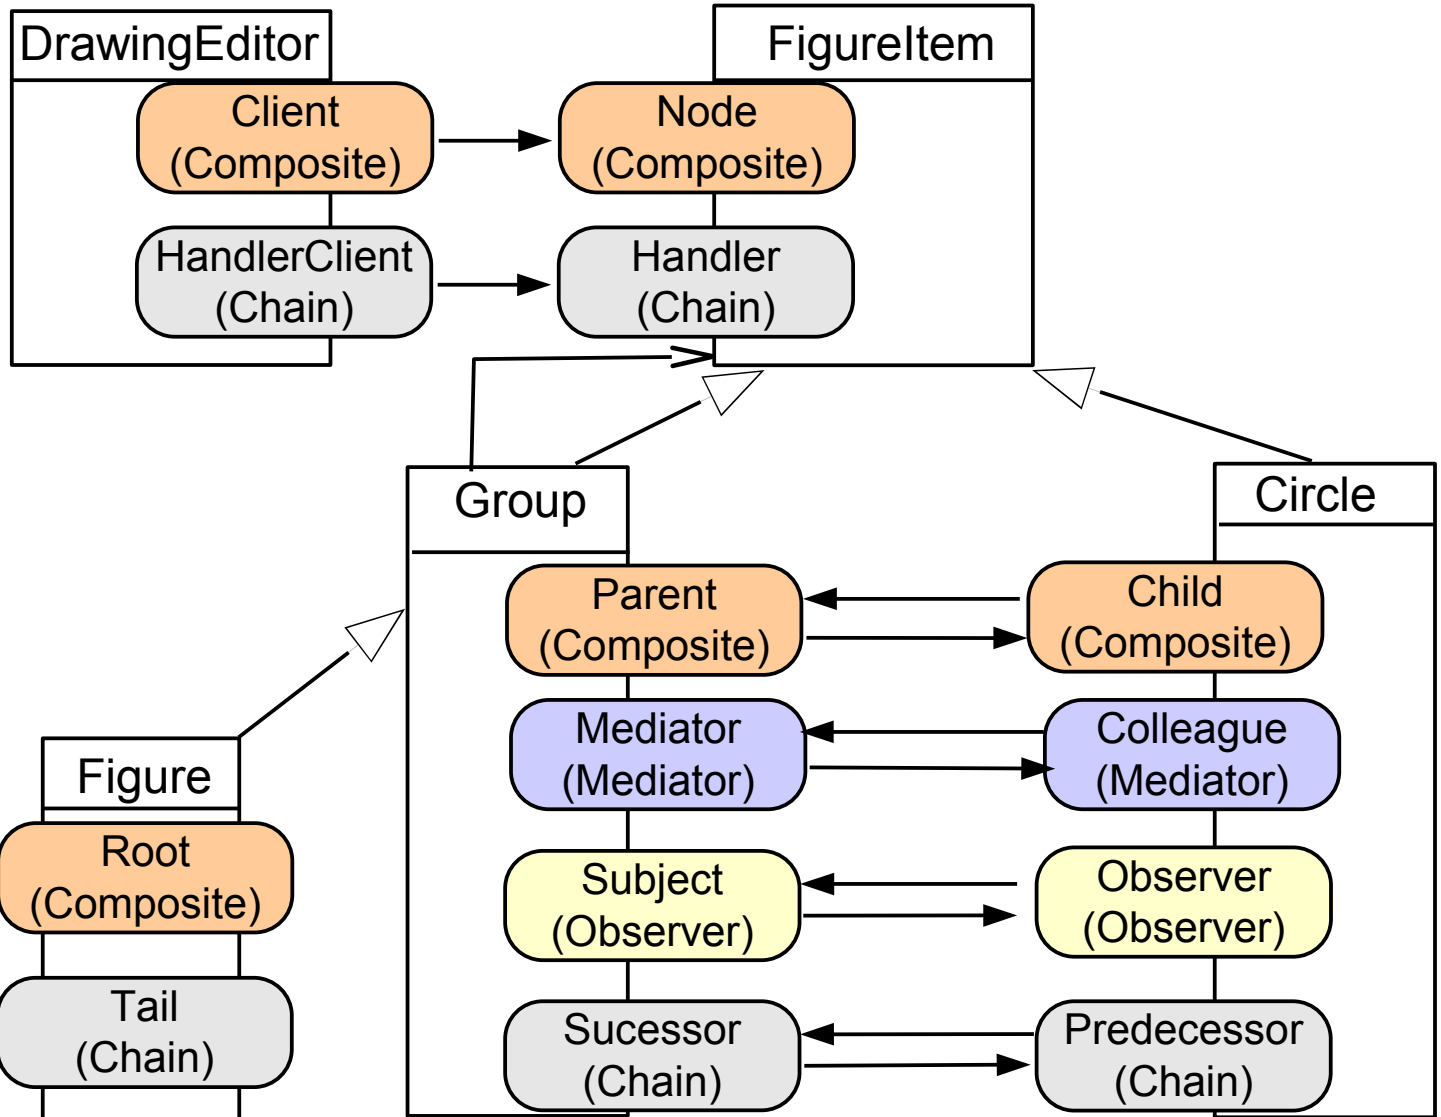 DrawingEditor
FigureItem
Client
(Composite)
Node
(Composite)
HandlerClient
(Chain)
Handler
(Chain)
Group
Circle
Parent
(Composite)
Child
(Composite)
Mediator
(Mediator)
Colleague
(Mediator)
Figure
Root
(Composite)
Subject
(Observer)
Observer
(Observer)
Tail
(Chain)
Sucessor
(Chain)
Predecessor
(Chain)